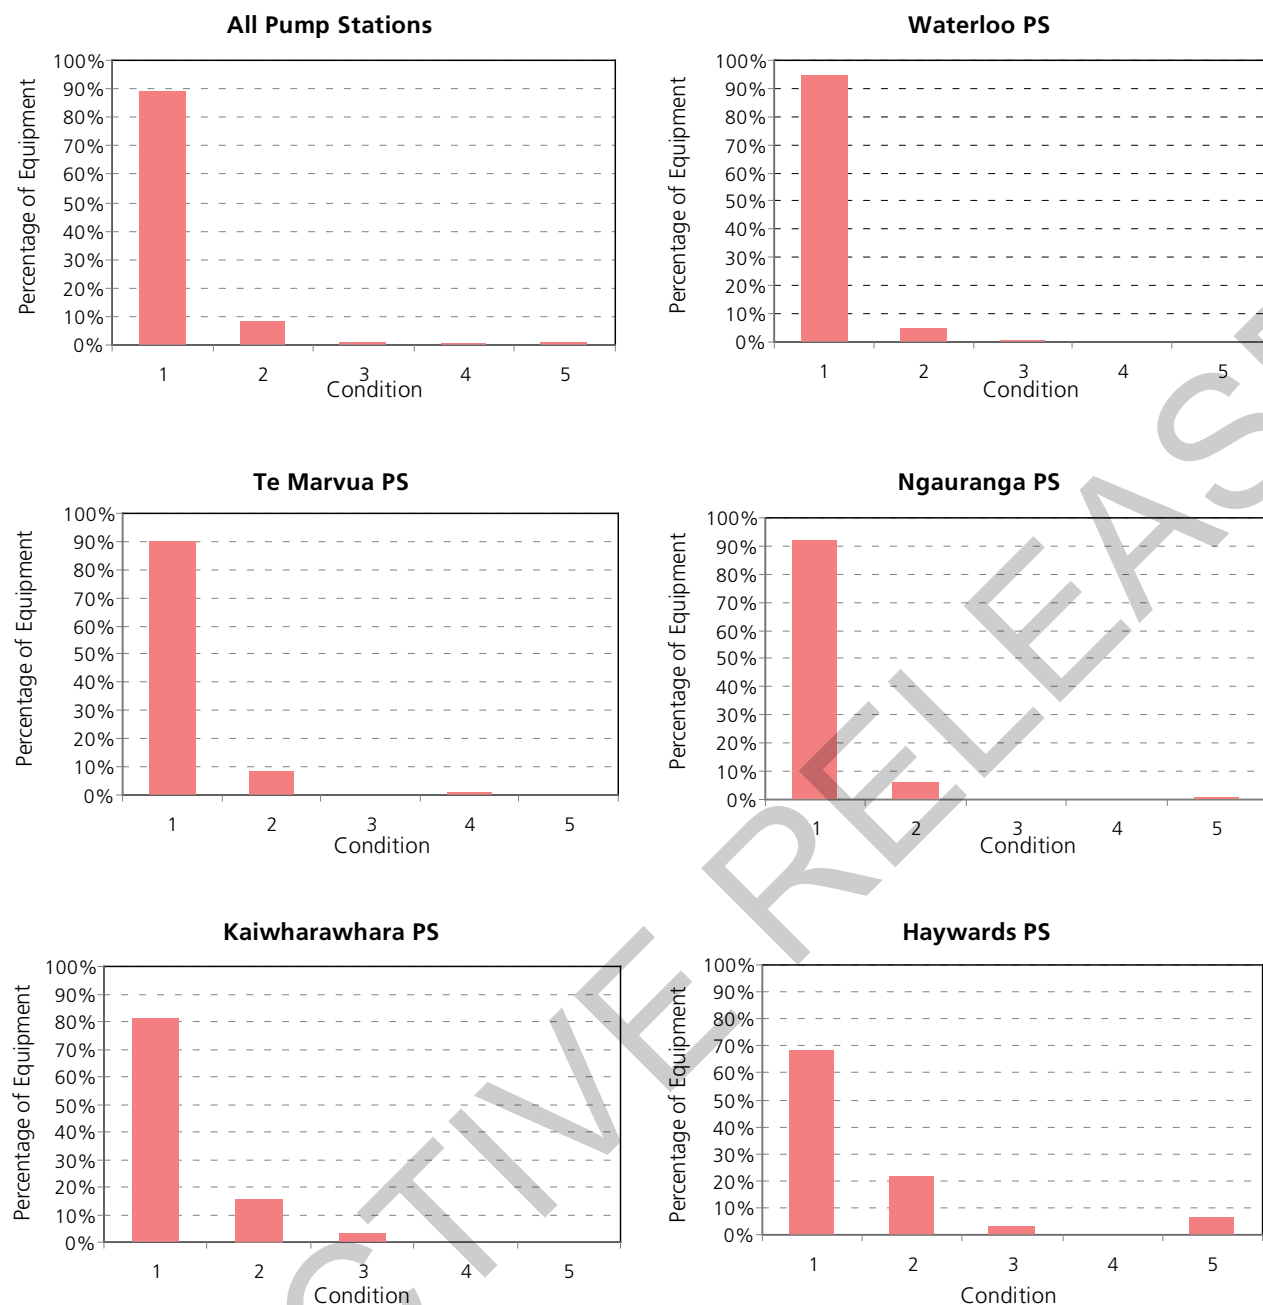 All Pump Stations
Percentage of Equipment
100%
90%
80%
70%
60%
50%
40%
30%
20%
10%
0%
1 2 3 4 5
Condition
Waterloo PS
Percentage of Equipment
100%
90%
80%
70%
60%
50%
40%
30%
20%
10%
0%
1 2 3 4 5
Condition
Te Marvua PS
Percentage of Equipment
100%
90%
80%
70%
60%
50%
40%
30%
20%
10%
0%
1 2 3 4 5
Condition
Ngauranga PS
Percentage of Equipment
100%
90%
80%
70%
60%
50%
40%
30%
20%
10%
0%
1 2 3 4 5
Condition
Kaiwharawhara PS
Percentage of Equipment
100%
90%
80%
70%
60%
50%
40%
30%
20%
10%
0%
1 2 3 4 5
Condition
Haywards PS
Percentage of Equipment
100%
90%
80%
70%
60%
50%
40%
30%
20%
10%
0%
1 2 3 4 5
Condition
CTIVE RELEASE